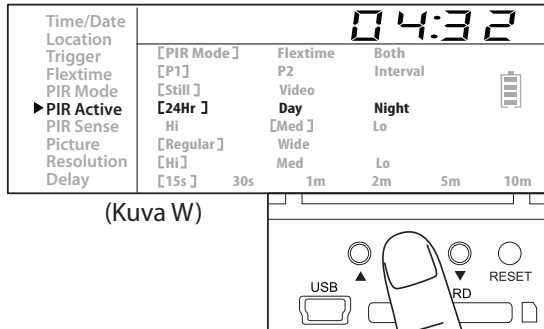 04:32
Time/Date
Location
Trigger [PIR Mode] Flextime Both
Flextime [P1] P2 Interval
PIR Mode [Still] Video
▶PIR Active [24Hr ] Day Night
PIR Sense Hi [Med ] Lo
Picture [Regular] Wide
Resolution [Hi] Med Lo
Delay [15s ] 30s 1m 2m 5m 10m
(Kuva W)
▲ ▼ RESET
USB RD